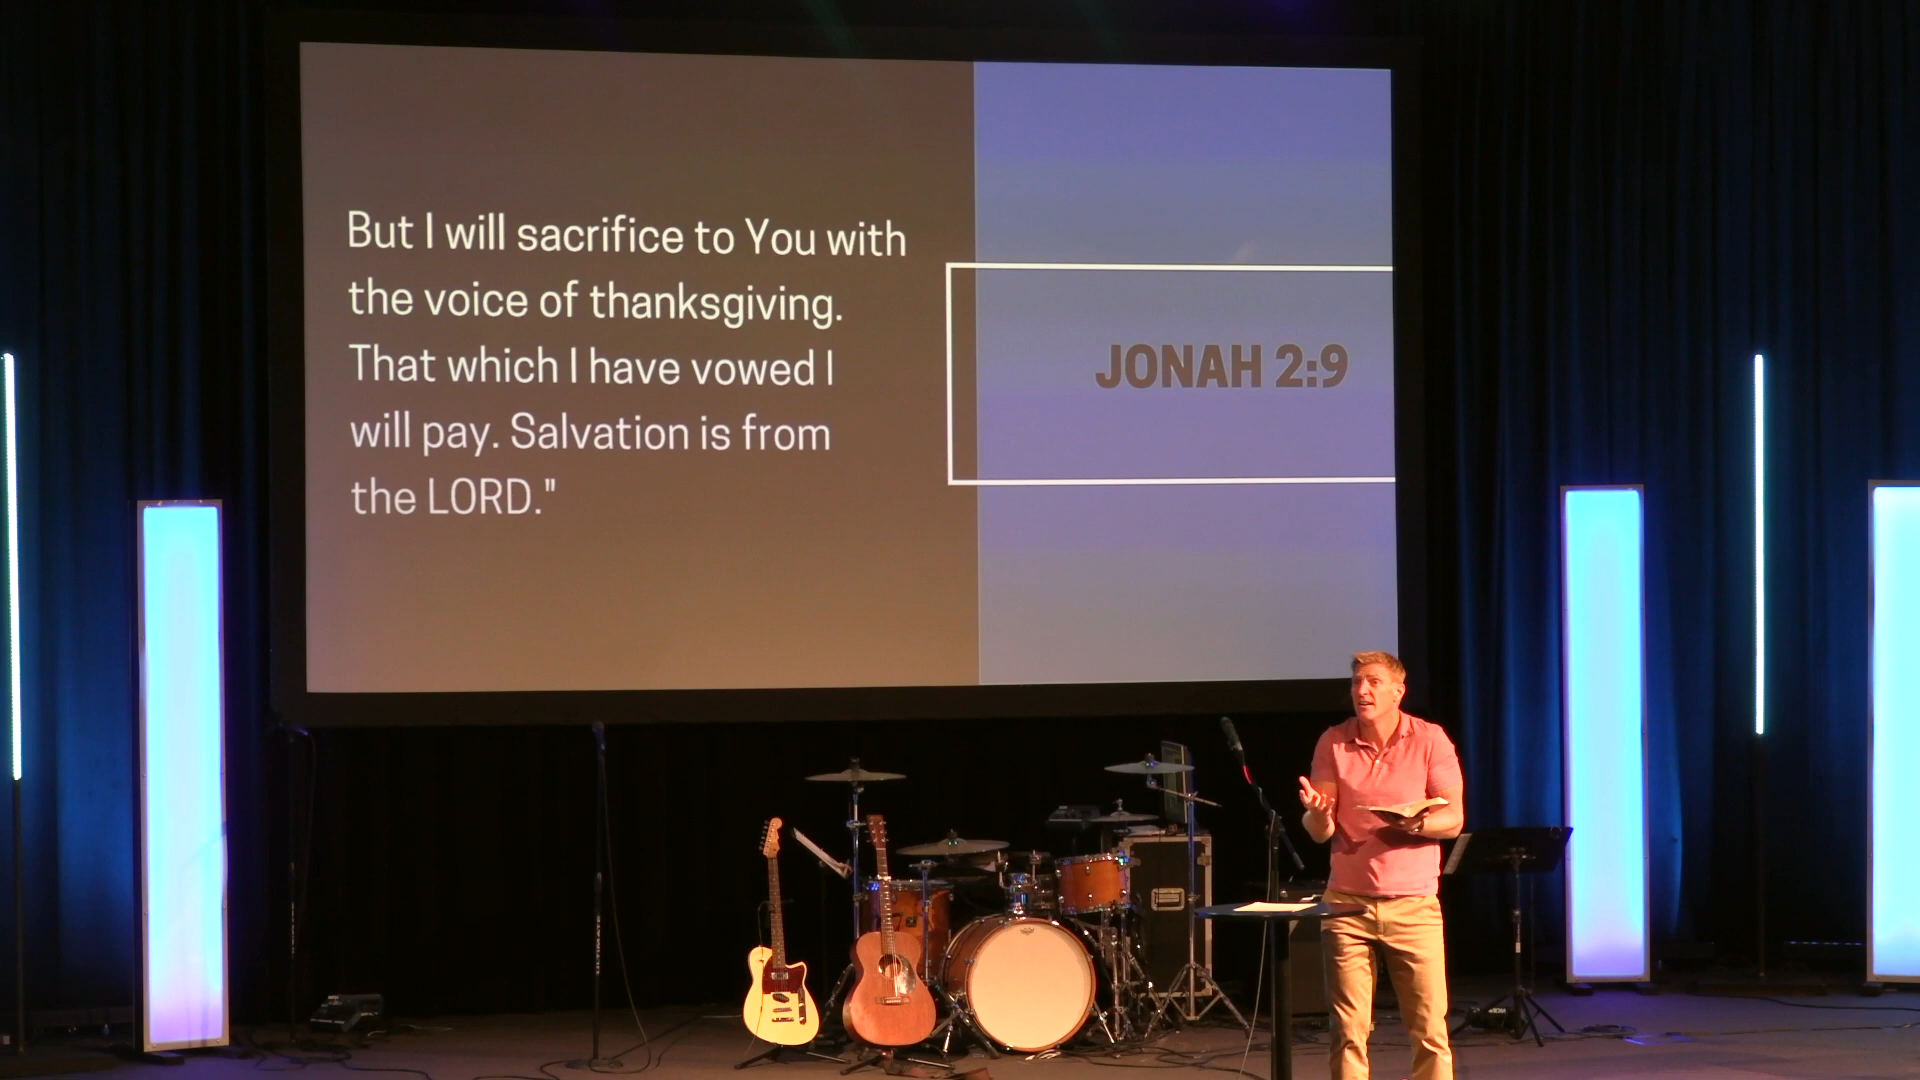 But I will sacrifice to You with
the voice of thanksgiving.
That which I have vowed I
will pay. Salvation is from
the LORD."
JONAH 2:9